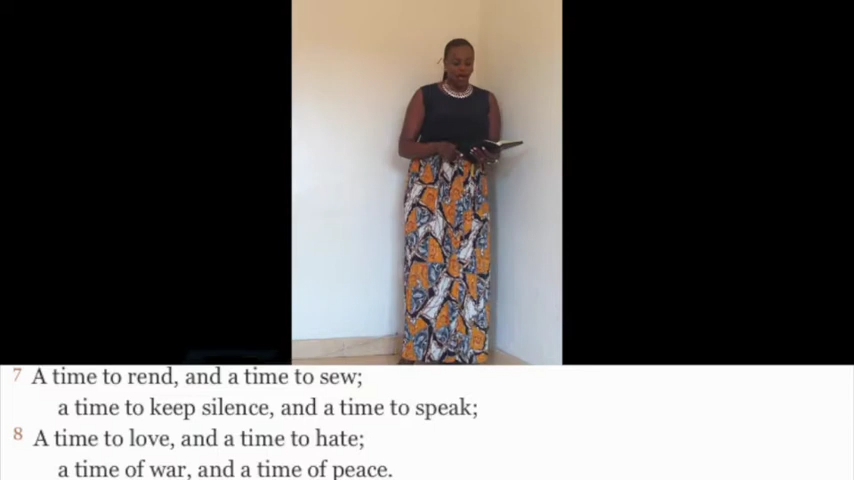 7 A time to rend, and a time to sew;
a time to keep silence, and a time to speak;
8 A time to love, and a time to hate;
a time of war, and a time of peace.